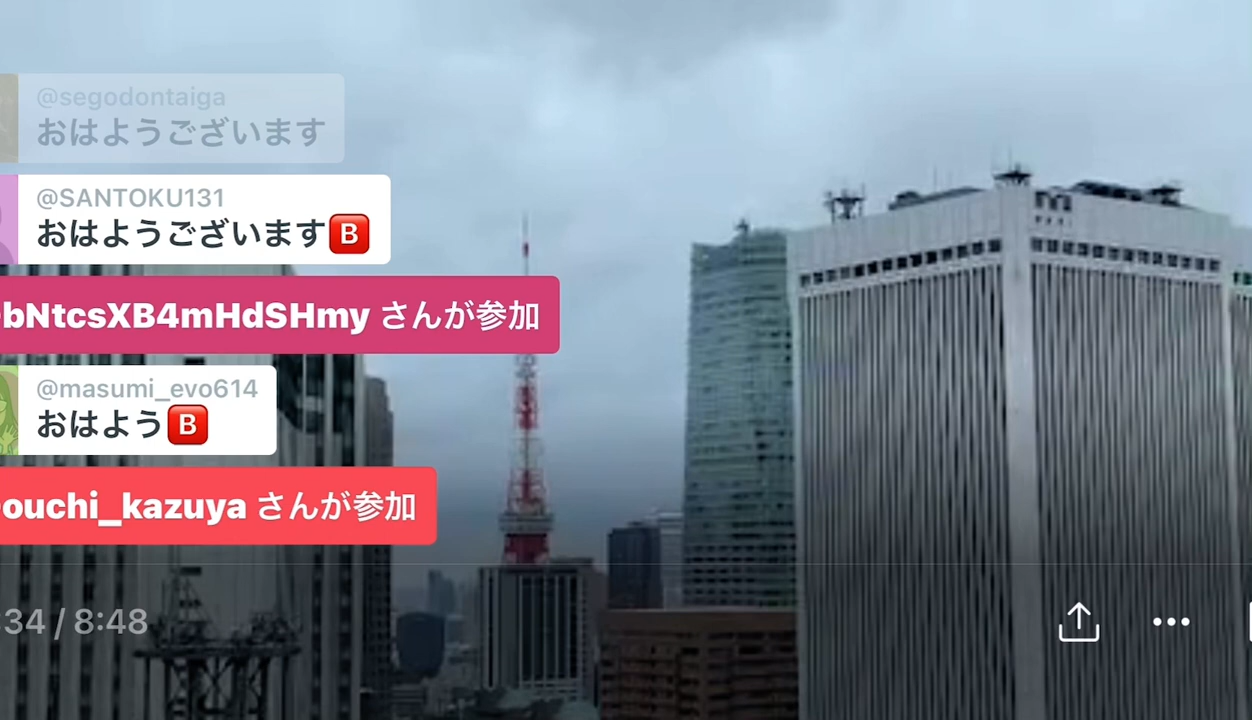 @segodontaiga
おはようございます
@SANTOKU131
おはようございます🅱️
bNtcsXB4mHdSHmy さんが参加
@masumi_evo614
おはよう🅱️
ouchi_kazuya さんが参加
34 / 8:48